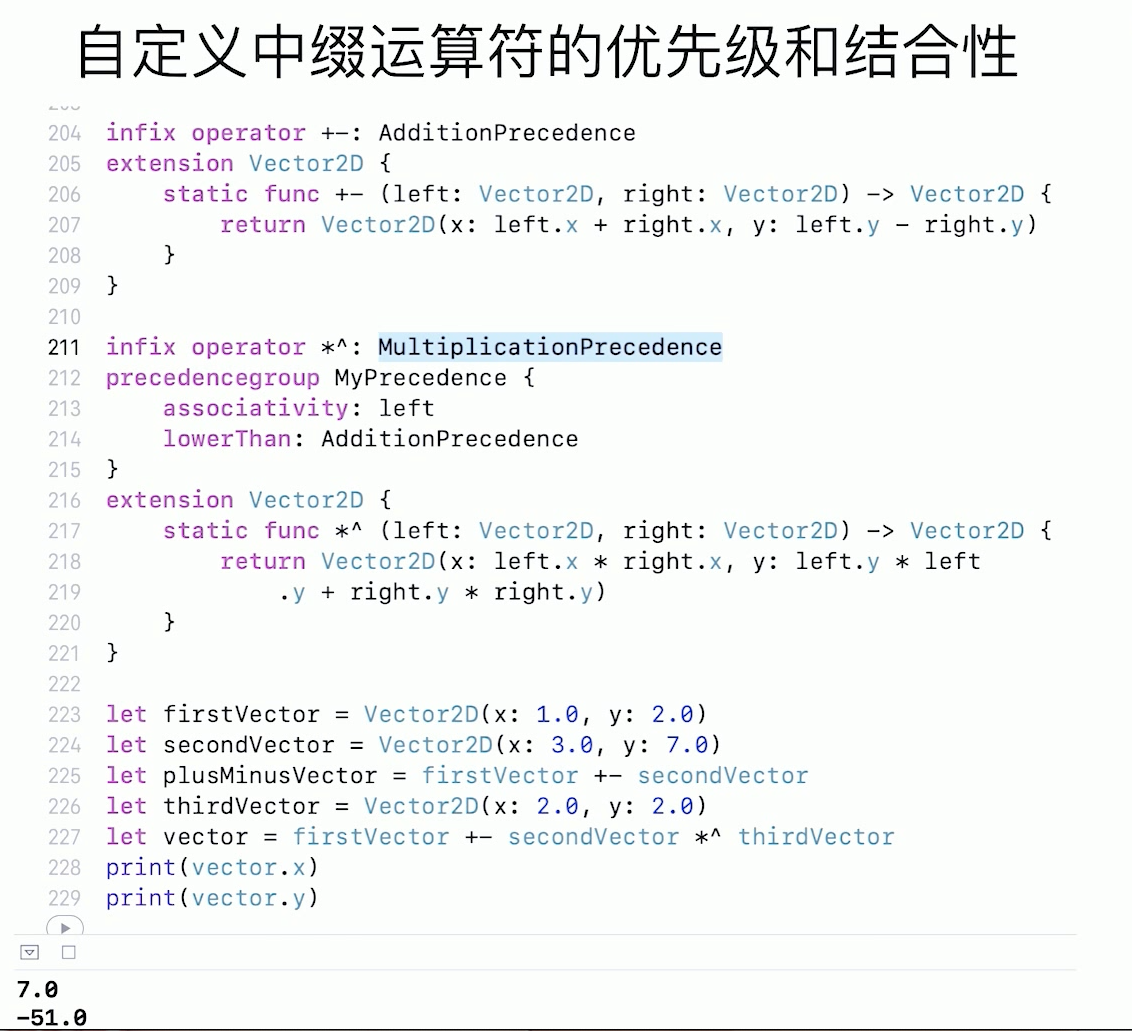 自定义中缀运算符的优先级和结合性
204 infix operator +-: AdditionPrecedence
205 extension Vector2D {
206     static func +- (left: Vector2D, right: Vector2D) -> Vector2D {
207         return Vector2D(x: left.x + right.x, y: left.y - right.y)
208     }
209 }
210
211 infix operator *^: MultiplicationPrecedence
212 precedencegroup MyPrecedence {
213     associativity: left
214     lowerThan: AdditionPrecedence
215 }
216 extension Vector2D {
217     static func *^ (left: Vector2D, right: Vector2D) -> Vector2D {
218         return Vector2D(x: left.x * right.x, y: left.y * left
219             .y + right.y * right.y)
220     }
221 }
222
223 let firstVector = Vector2D(x: 1.0, y: 2.0)
224 let secondVector = Vector2D(x: 3.0, y: 7.0)
225 let plusMinusVector = firstVector +- secondVector
226 let thirdVector = Vector2D(x: 2.0, y: 2.0)
227 let vector = firstVector +- secondVector *^ thirdVector
228 print(vector.x)
229 print(vector.y)
7.0
-51.0